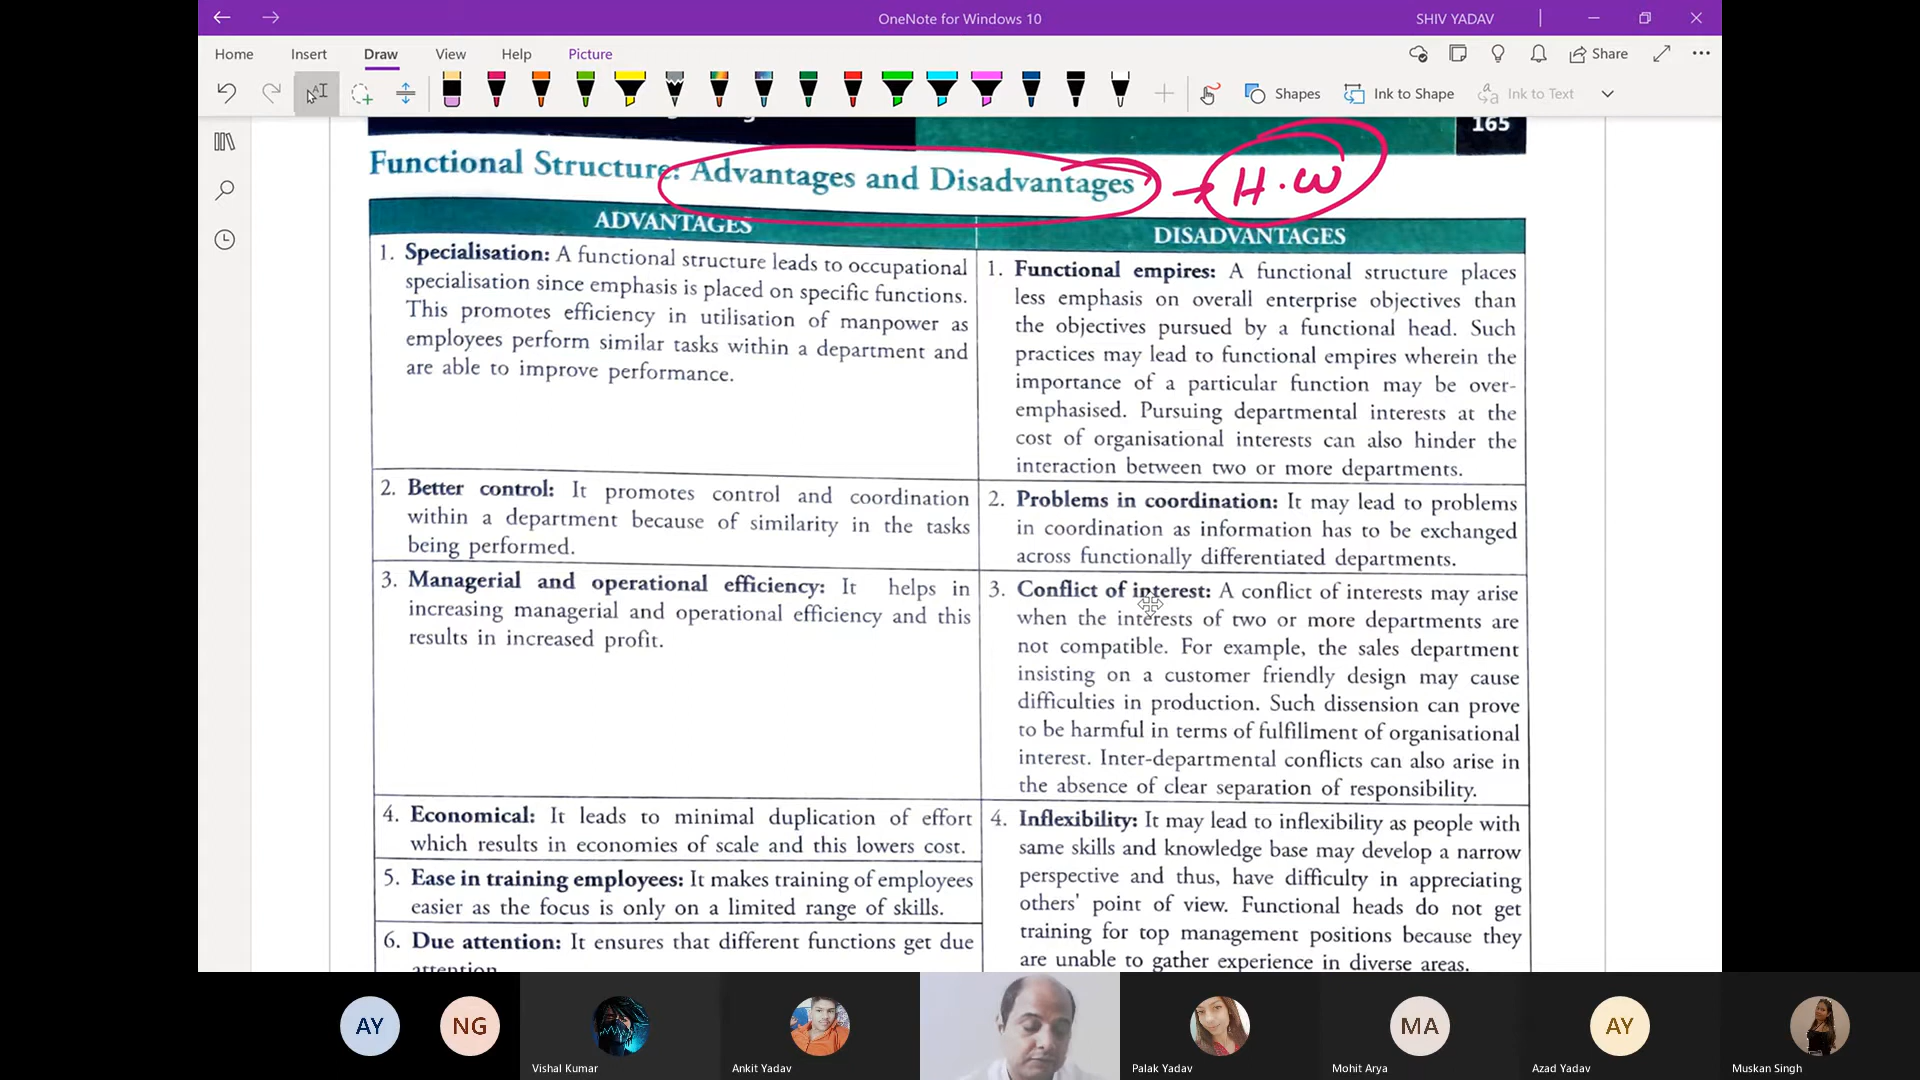 OneNote for Windows 10
SHIV YADAV
Home Insert Draw View Help Picture
Share
Shapes Ink to Shape Ink to Text
165
Functional Structure: Advantages and Disadvantages → H.W
ADVANTAGES
1. Specialisation: A functional structure leads to occupational
specialisation since emphasis is placed on specific functions.
This promotes efficiency in utilisation of manpower as
employees perform similar tasks within a department and
are able to improve performance.
2. Better control: It promotes control and coordination
within a department because of similarity in the tasks
being performed.
3. Managerial and operational efficiency: It helps in
increasing managerial and operational efficiency and this
results in increased profit.
4. Economical: It leads to minimal duplication of effort
which results in economies of scale and this lowers cost.
5. Ease in training employees: It makes training of employees
easier as the focus is only on a limited range of skills.
6. Due attention: It ensures that different functions get due
attention
DISADVANTAGES
1. Functional empires: A functional structure places
less emphasis on overall enterprise objectives than
the objectives pursued by a functional head. Such
practices may lead to functional empires wherein the
importance of a particular function may be over-
emphasised. Pursuing departmental interests at the
cost of organisational interests can also hinder the
interaction between two or more departments.
2. Problems in coordination: It may lead to problems
in coordination as information has to be exchanged
across functionally differentiated departments.
3. Conflict of interest: A conflict of interests may arise
when the interests of two or more departments are
not compatible. For example, the sales department
insisting on a customer friendly design may cause
difficulties in production. Such dissension can prove
to be harmful in terms of fulfillment of organisational
interest. Inter-departmental conflicts can also arise in
the absence of clear separation of responsibility.
4. Inflexibility: It may lead to inflexibility as people with
same skills and knowledge base may develop a narrow
perspective and thus, have difficulty in appreciating
others' point of view. Functional heads do not get
training for top management positions because they
are unable to gather experience in diverse areas.
AY
NG
Vishal Kumar
Ankit Yadav
Palak Yadav
MA
Mohit Arya
AY
Azad Yadav
Muskan Singh